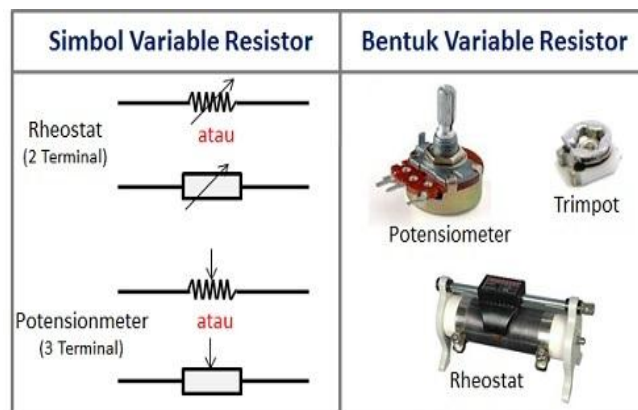 Simbol Variable Resistor
Rheostat
(2 Terminal)
atau
Potensionmeter
(3 Terminal)
atau
Bentuk Variable Resistor
Potensiometer
Trimpot
Rheostat